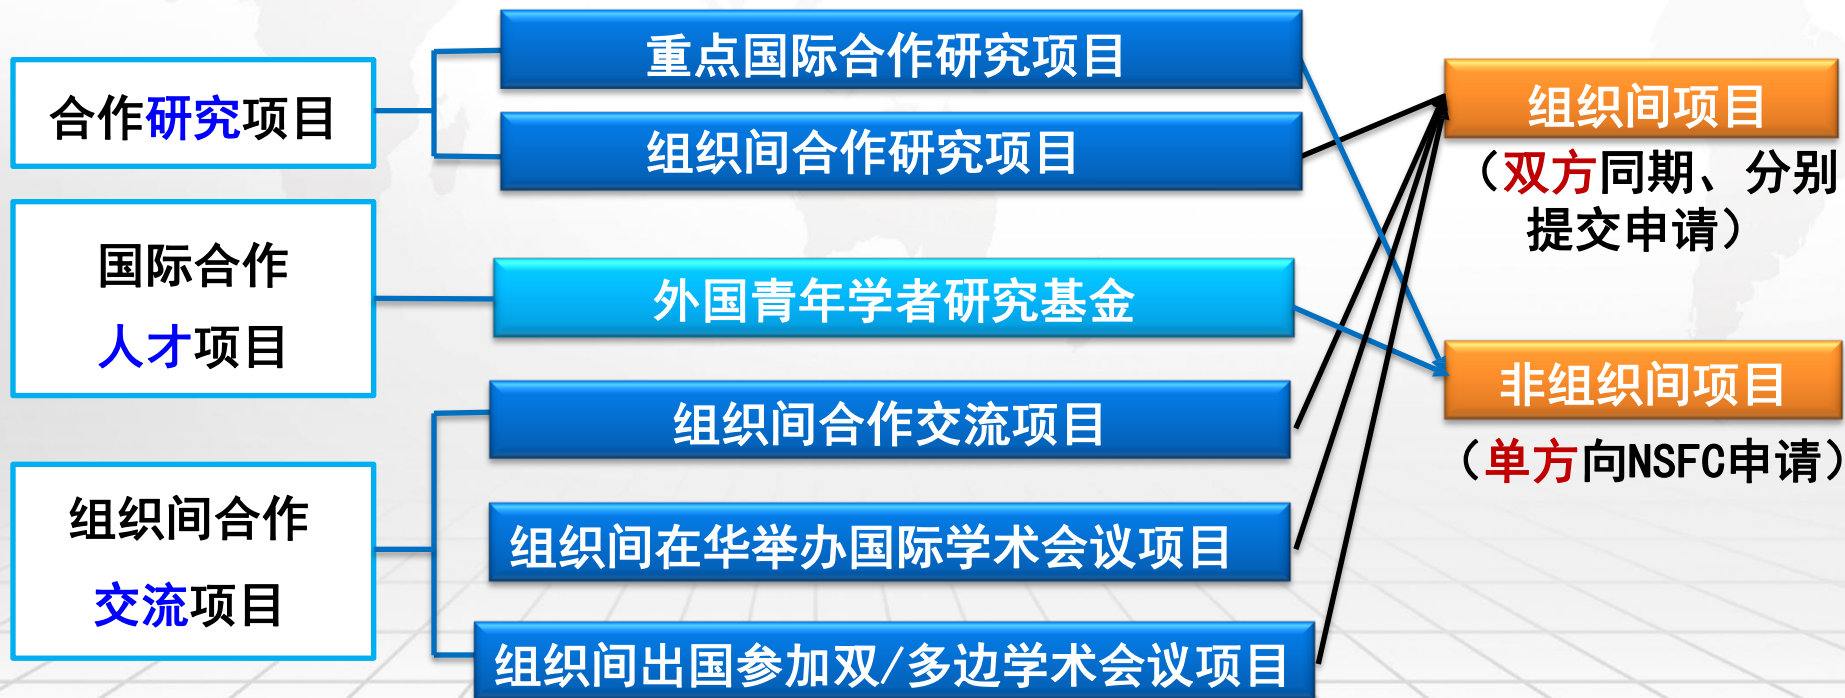 合作研究项目
国际合作
人才项目
组织间合作
交流项目
重点国际合作研究项目
组织间合作研究项目
外国青年学者研究基金
组织间合作交流项目
组织间在华举办国际学术会议项目
组织间出国参加双/多边学术会议项目
组织间项目
（双方同期、分别
提交申请）
非组织间项目
（单方向NSFC申请）